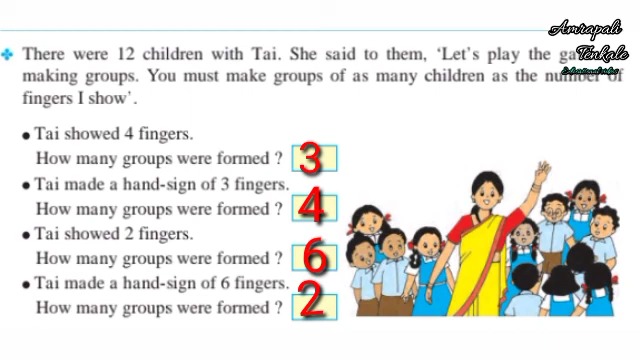 Amrapali
Tenkale
❖ There were 12 children with Tai. She said to them, ‘Let’s play the
making groups. You must make groups of as many children as the number of
fingers I show’.
● Tai showed 4 fingers.
How many groups were formed ? 3
● Tai made a hand-sign of 3 fingers.
How many groups were formed ? 4
● Tai showed 2 fingers.
How many groups were formed ? 6
● Tai made a hand-sign of 6 fingers.
How many groups were formed ? 2